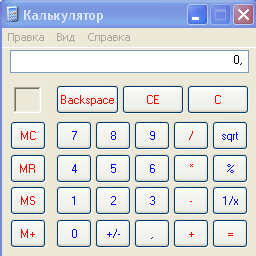 Калькулятор
Правка Вид Справка
0,
Backspace CE C
MC 7 8 9 / sqrt
MR 4 5 6 * %
MS 1 2 3 - 1/x
M+ 0 +/- , + =